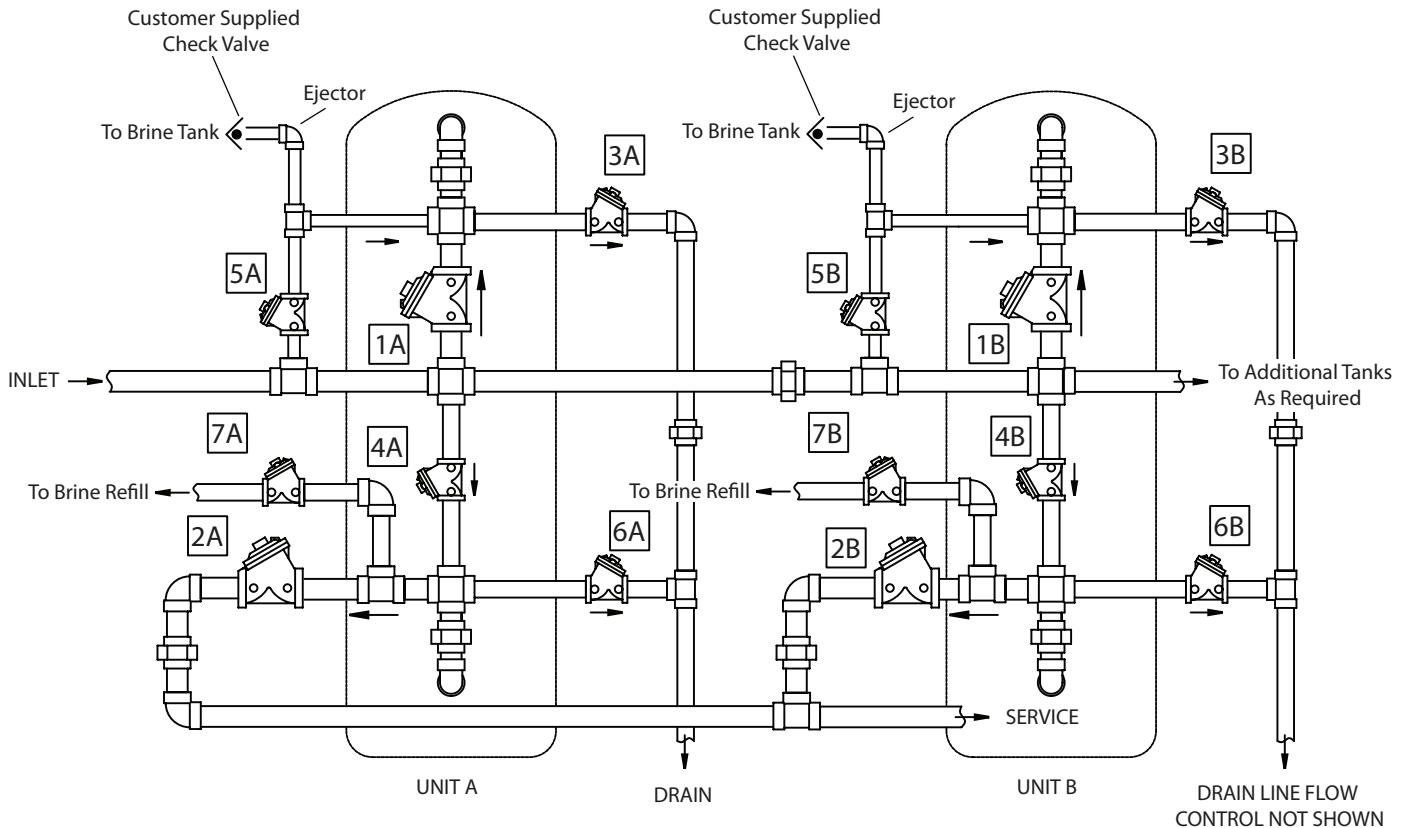 Customer Supplied
Check Valve
Ejector
To Brine Tank
3A
5A
1A
INLET
7A
4A
To Brine Refill
2A
6A
UNIT A
DRAIN
Customer Supplied
Check Valve
Ejector
To Brine Tank
3B
5B
1B
To Additional Tanks
As Required
7B
4B
To Brine Refill
2B
6B
SERVICE
UNIT B
DRAIN LINE FLOW
CONTROL NOT SHOWN